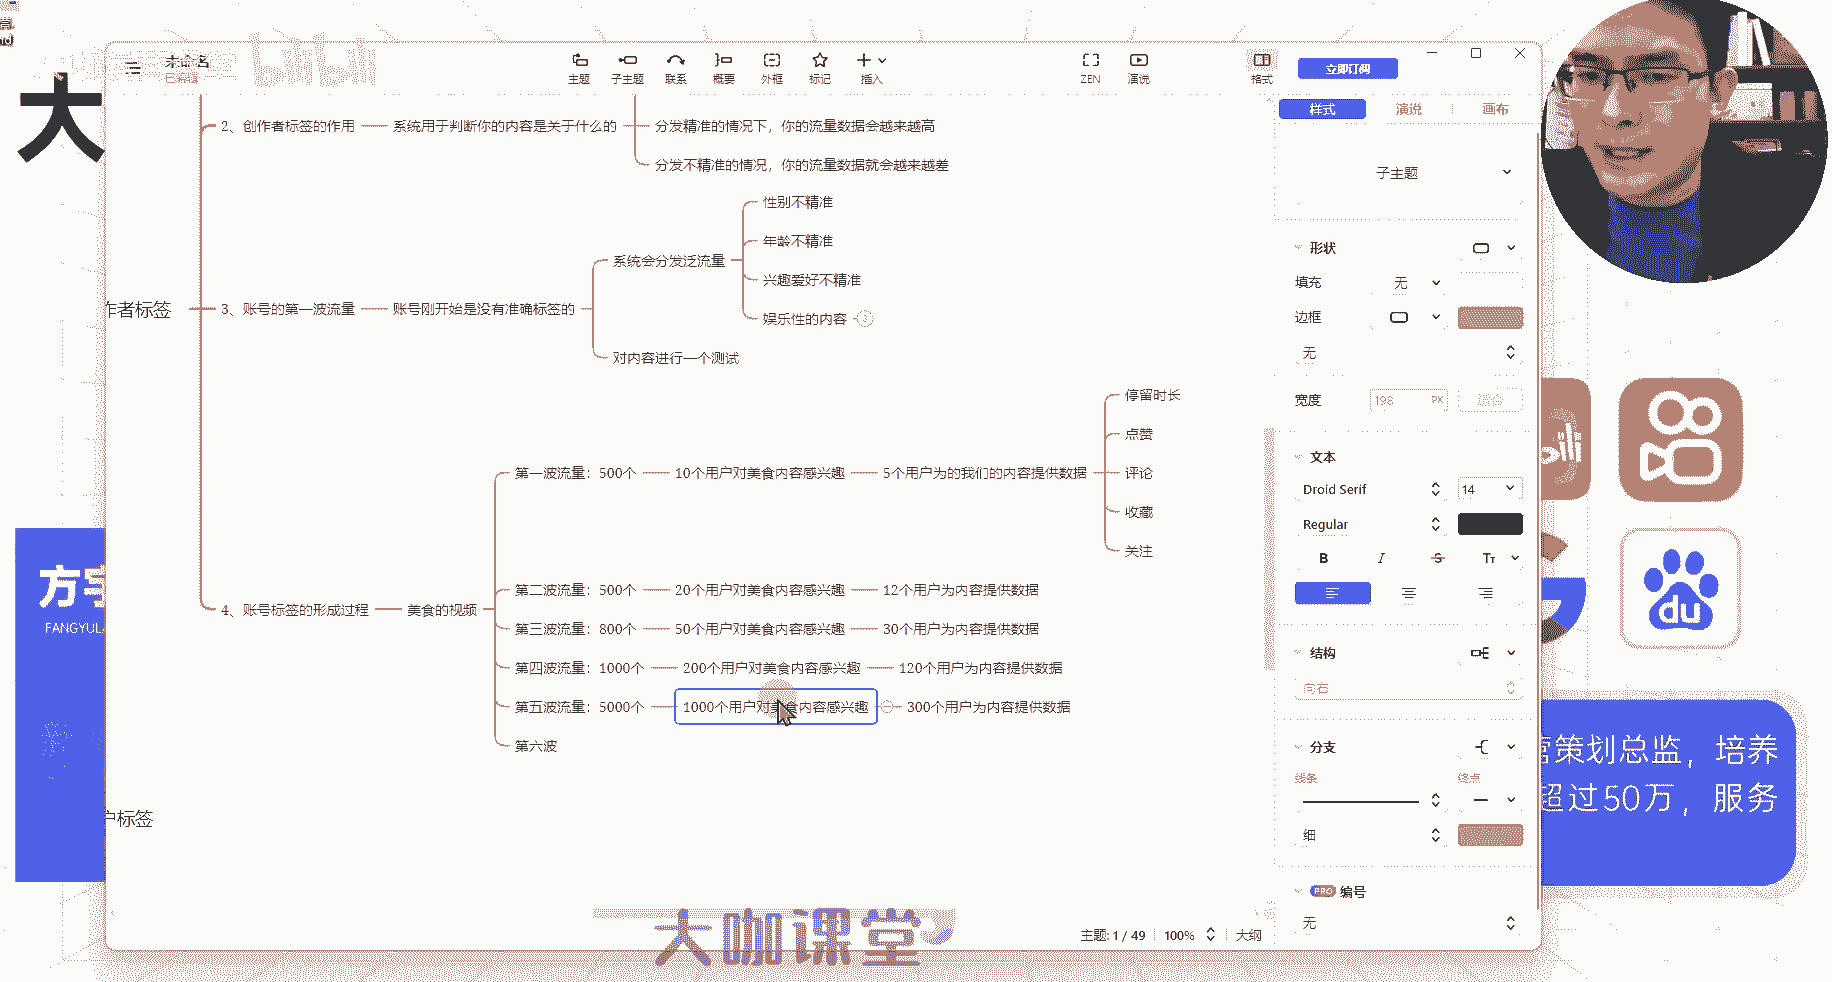 未命名
已编辑
bilibili
主题
子主题
联系
概要
外框
标记
插入
ZEN
演说
格式
立即订阅
大
样式
演说
画布
2、创作者标签的作用
系统用于判断你的内容是关于什么的
分发精准的情况下，你的流量数据会越来越高
分发不精准的情况，你的流量数据就会越来越差
作者标签
3、账号的第一波流量
账号刚开始是没有准确标签的
系统会分发泛流量
性别不精准
年龄不精准
兴趣爱好不精准
娱乐性的内容
3
对内容进行一个测试
4、账号标签的形成过程
美食的视频
第一波流量：500个
10个用户对美食内容感兴趣
5个用户为的我们的内容提供数据
停留时长
点赞
评论
收藏
关注
第二波流量：500个
20个用户对美食内容感兴趣
12个用户为内容提供数据
第三波流量：800个
50个用户对美食内容感兴趣
30个用户为内容提供数据
第四波流量：1000个
200个用户对美食内容感兴趣
120个用户为内容提供数据
第五波流量：5000个
1000个用户对美食内容感兴趣
300个用户为内容提供数据
第六波
户标签
子主题
形状
填充
无
边框
无
宽度
198
PX
适合
文本
Droid Serif
14
Regular
B
I
S
TT
结构
向右
分支
线条
终点
细
PRO
编号
无
主题: 1 / 49
100%
大纲
方宇
FANGYUL
bili
du
营策划总监，培养
超过50万，服务
大咖课堂